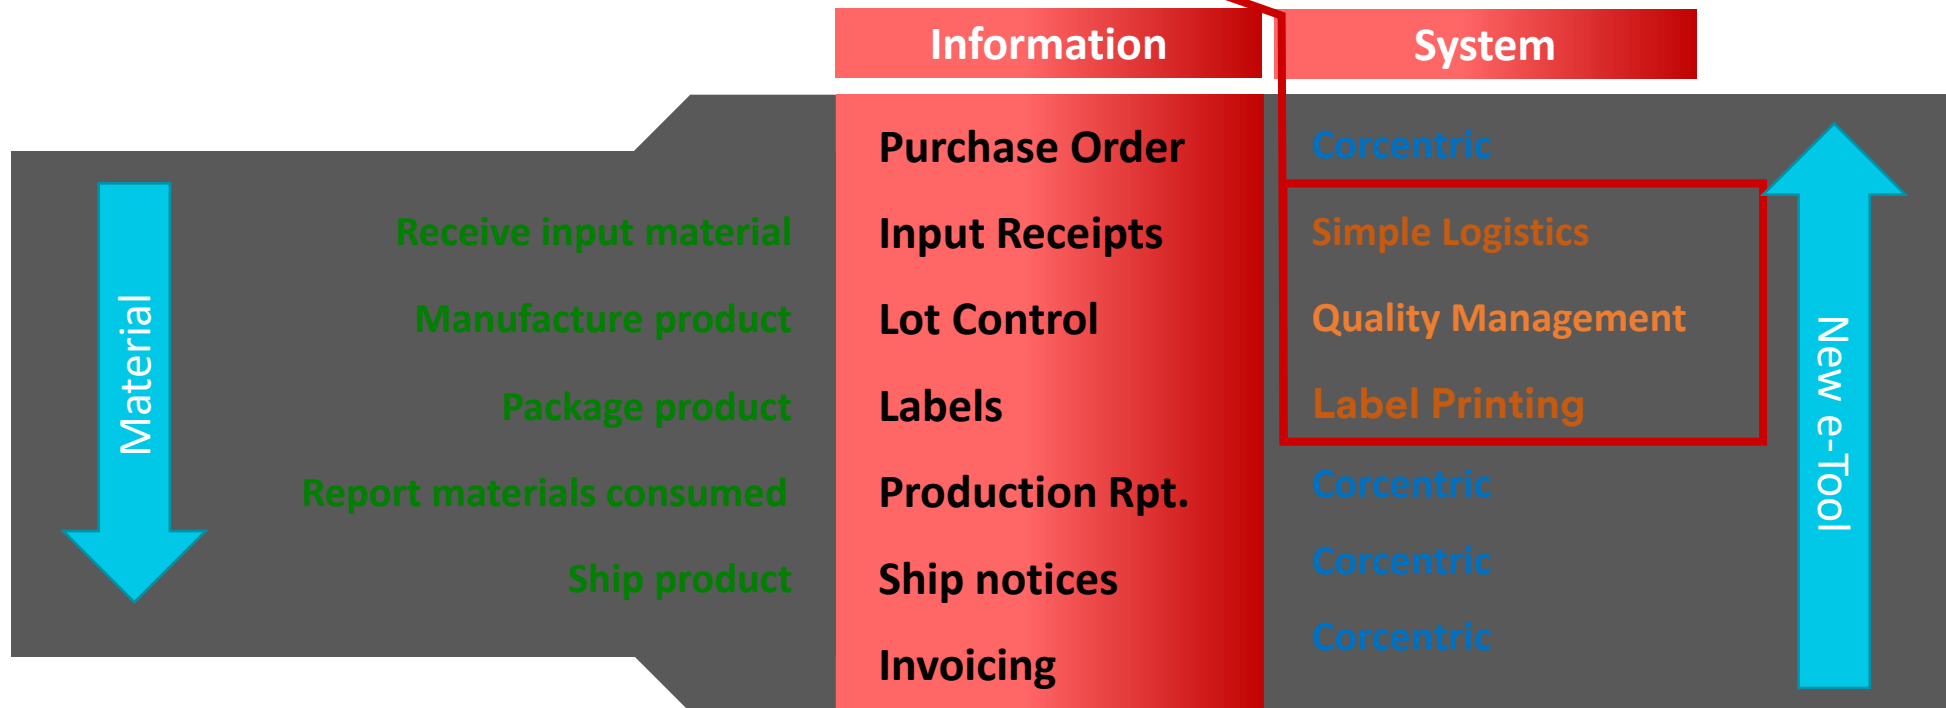 Information System
Purchase Order Corcentric
Receive input material Input Receipts Simple Logistics
Manufacture product Lot Control Quality Management
Package product Labels Label Printing
Report materials consumed Production Rpt. Corcentric
Ship product Ship notices Corcentric
Invoicing Corcentric
Material
New e-Tool